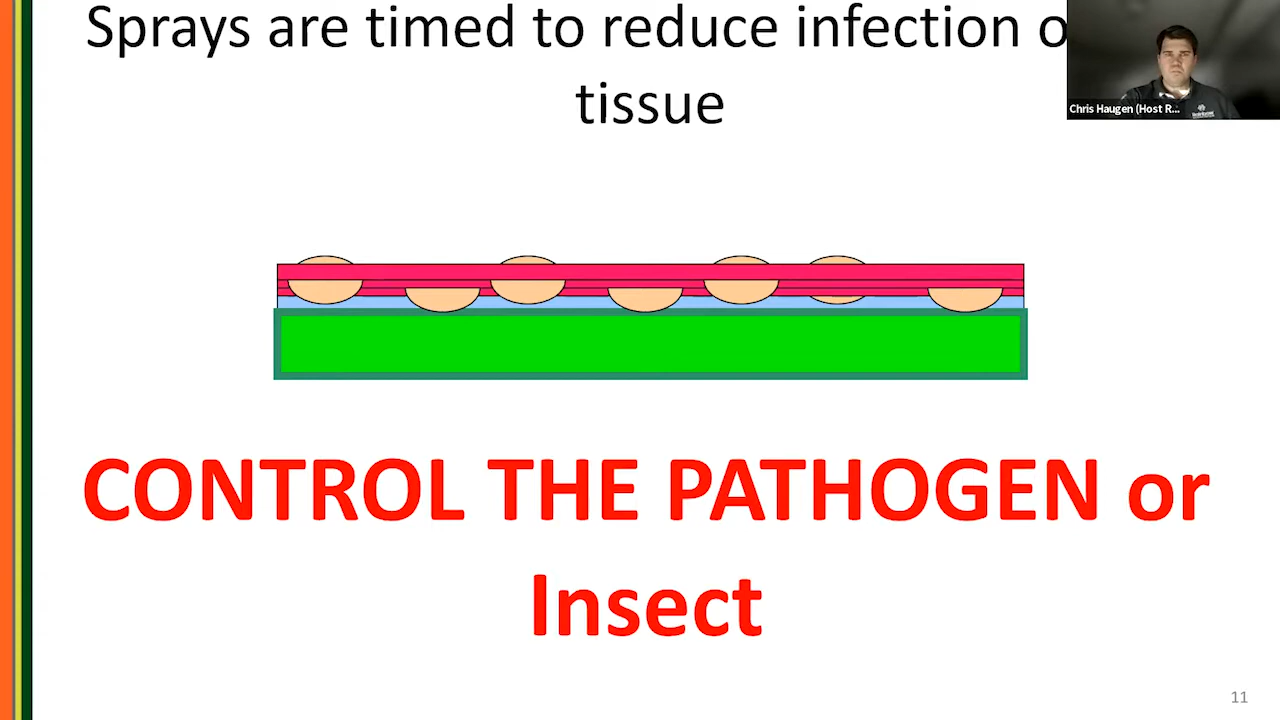 Sprays are timed to reduce infection
tissue
Chris Haugen (Host R...
CONTROL THE PATHOGEN or
Insect
11